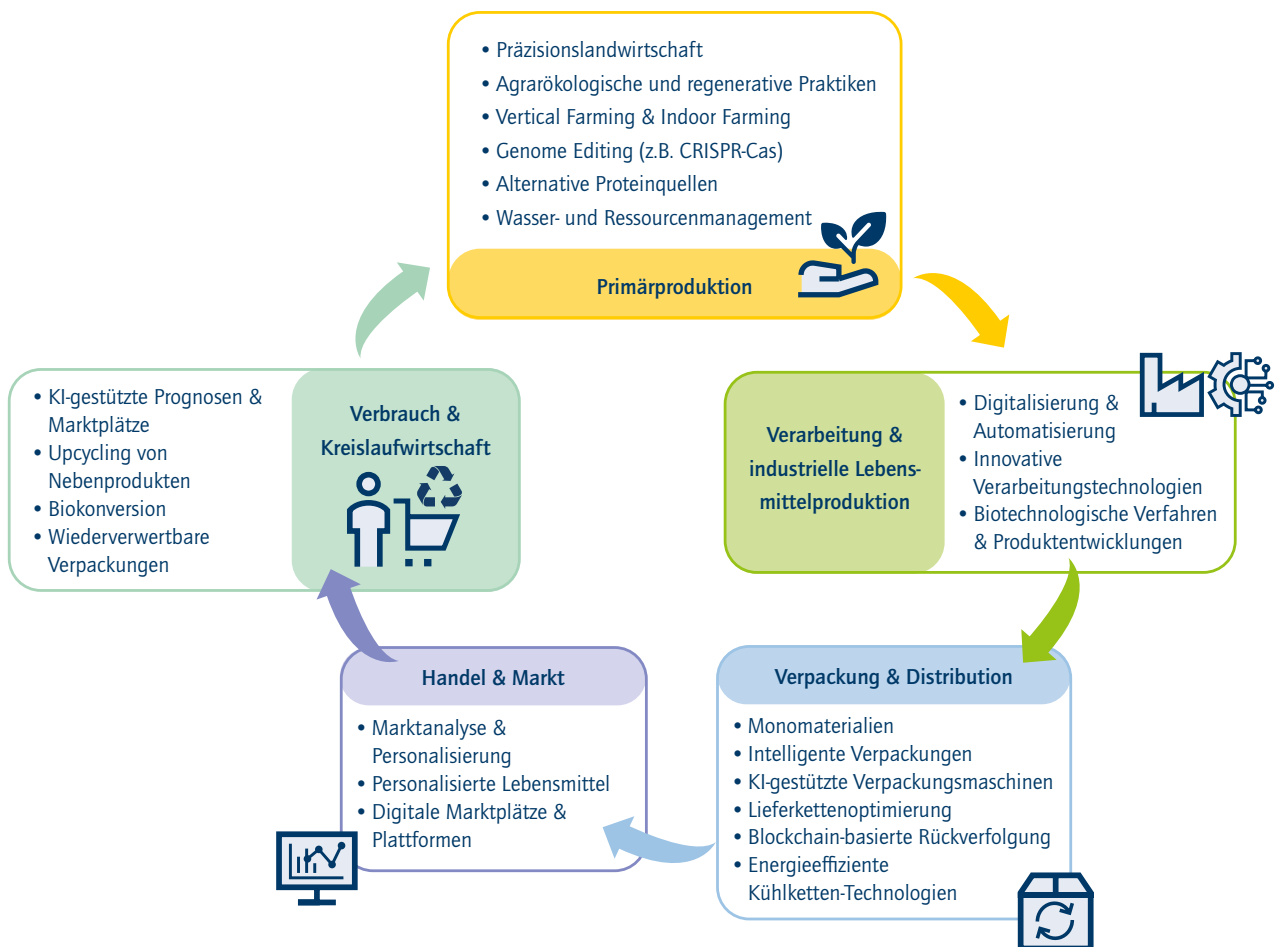 • Präzisionslandwirtschaft
• Agrarökologische und regenerative Praktiken
• Vertical Farming & Indoor Farming
• Genome Editing (z.B. CRISPR-Cas)
• Alternative Proteinquellen
• Wasser- und Ressourcenmanagement
Primärproduktion
Verarbeitung &
industrielle Lebens-
mittelproduktion
• Digitalisierung &
Automatisierung
• Innovative
Verarbeitungstechnologien
• Biotechnologische Verfahren
& Produktentwicklungen
Verpackung & Distribution
• Monomaterialien
• Intelligente Verpackungen
• KI-gestützte Verpackungsmaschinen
• Lieferkettenoptimierung
• Blockchain-basierte Rückverfolgung
• Energieeffiziente
Kühlketten-Technologien
Handel & Markt
• Marktanalyse &
Personalisierung
• Personalisierte Lebensmittel
• Digitale Marktplätze &
Plattformen
Verbrauch &
Kreislaufwirtschaft
• KI-gestützte Prognosen &
Marktplätze
• Upcycling von
Nebenprodukten
• Biokonversion
• Wiederverwertbare
Verpackungen